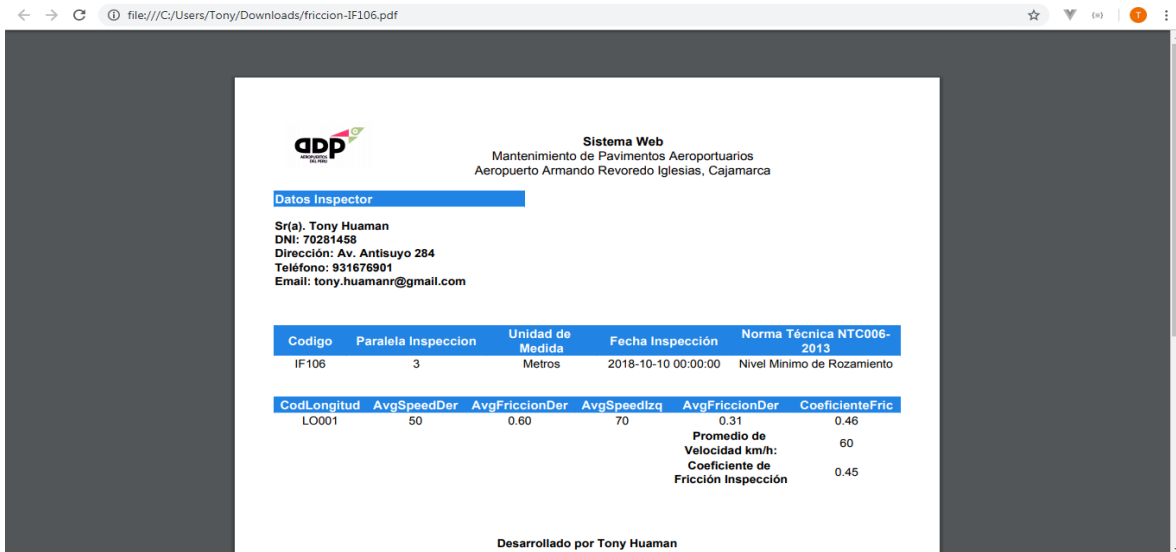 file:///C:/Users/Tony/Downloads/friccion-IF106.pdf
T
ADP
AEROPUERTOS
DEL PERU
Sistema Web
Mantenimiento de Pavimentos Aeroportuarios
Aeropuerto Armando Revoredo Iglesias, Cajamarca
Datos Inspector
Sr(a). Tony Huaman
DNI: 70281458
Dirección: Av. Antisuyo 284
Teléfono: 931676901
Email: tony.huamanr@gmail.com
Codigo Paralela Inspeccion Unidad de Medida Fecha Inspección Norma Técnica NTC006-2013
IF106 3 Metros 2018-10-10 00:00:00 Nivel Minimo de Rozamiento
CodLongitud AvgSpeedDer AvgFriccionDer AvgSpeedIzq AvgFriccionDer CoeficienteFric
LO001 50 0.60 70 0.31 0.46
Promedio de
Velocidad km/h: 60
Coeficiente de
Fricción Inspección 0.45
Desarrollado por Tony Huaman